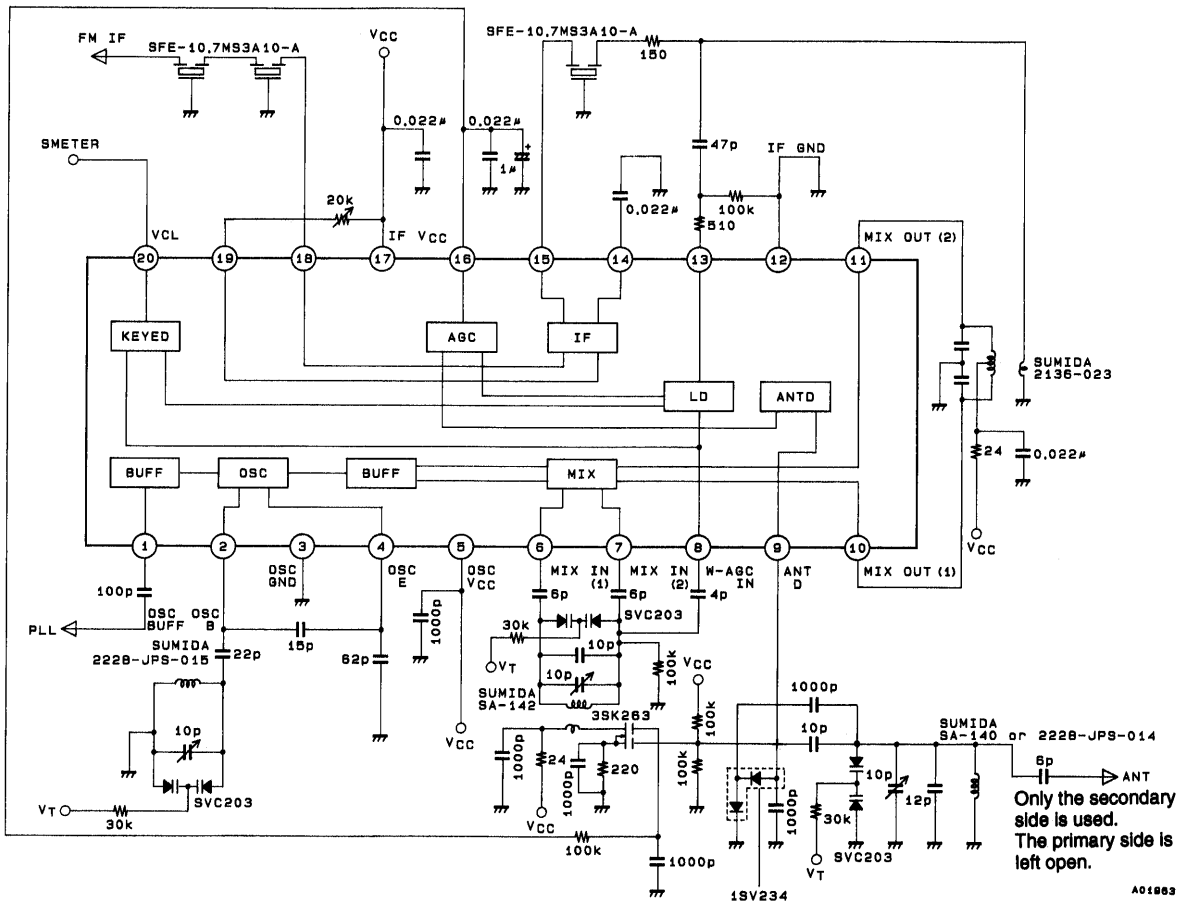 FM IF
SFE-10.7MS3A10-A
VCC
SFE-10.7MS3A10-A
150
SMETER
0.022μ
0.022μ
1μ
+
47p
IF GND
20k
0.022μ
100k
510
VCL
IF VCC
MIX OUT (2)
20
19
18
17
16
15
14
13
12
11
KEYED
AGC
IF
LD
ANTD
SUMIDA
2136-023
24
0.022μ
VCC
BUFF
OSC
BUFF
MIX
1
2
3
4
5
6
7
8
9
10
MIX OUT (1)
100p
OSC
BUFF
OSC
B
OSC
GND
OSC
E
OSC
VCC
MIX IN
(1)
MIX IN
(2)
W-AGC
IN
ANT
D
PLL
SUMIDA
2228-JPS-015
22p
15p
62p
1000p
VCC
6p
6p
4p
SVC203
30k
VT
10p
10p
SUMIDA
SA-142
100k
VCC
100k
100k
3SK263
1000p
24
VCC
1000p
220
10p
SVC203
VT
30k
100k
1000p
1000p
10p
SUMIDA
SA-140 or 2228-JPS-014
6p
ANT
10p
12p
30k
SVC203
VT
1000p
1SV234
Only the secondary
side is used.
The primary side is
left open.
A01963